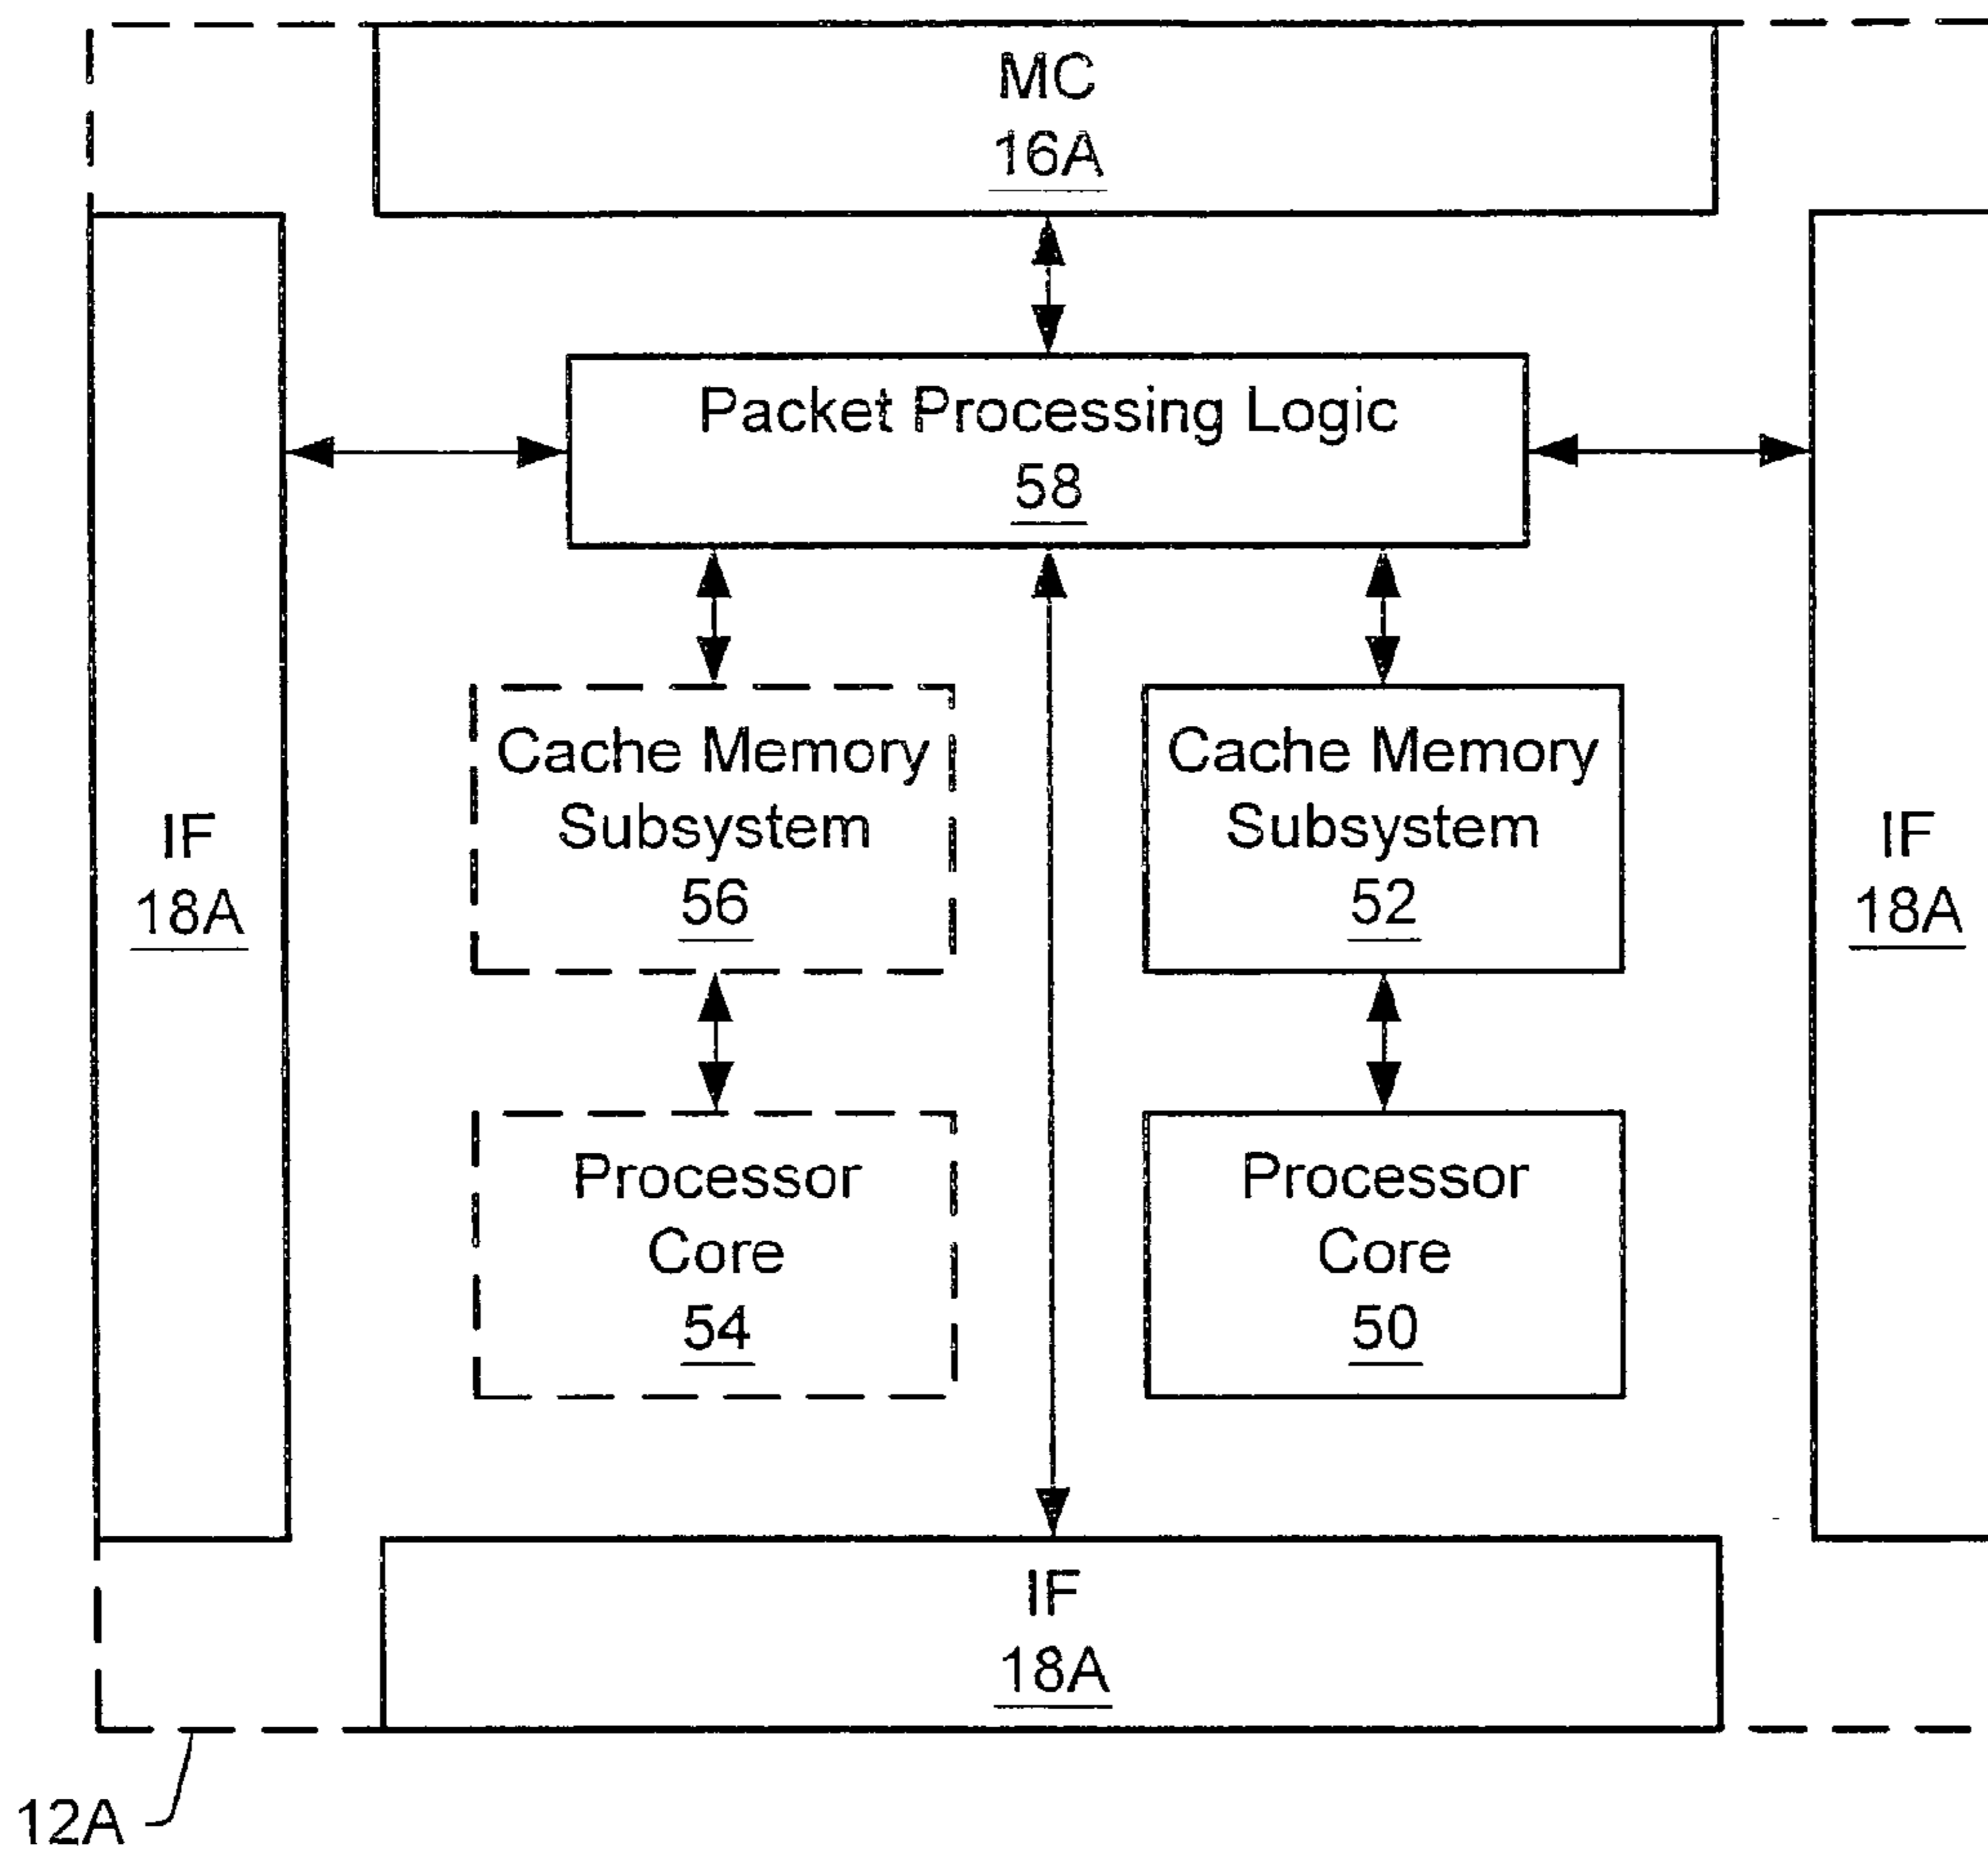 MC
16A
Packet Processing Logic
58
Cache Memory
Subsystem
56
Cache Memory
Subsystem
52
IF
18A
IF
18A
Processor
Core
54
Processor
Core
50
IF
18A
12A